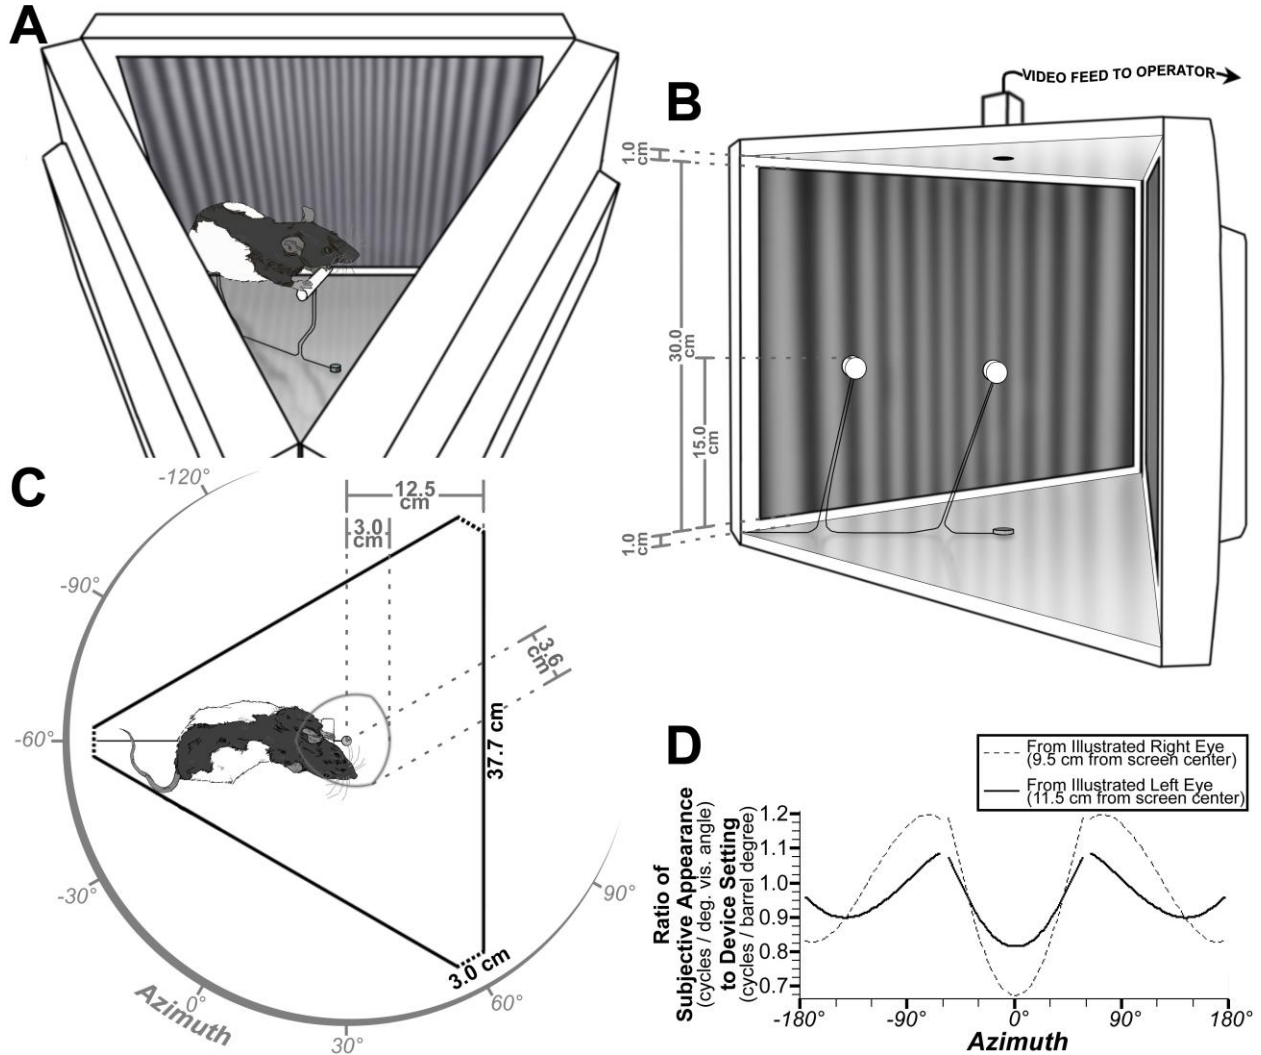 A
VIDEO FEED TO OPERATOR
B
1.0
cm
30.0
cm
15.0
cm
1.0
cm
C
-120°
12.5
cm
3.0
cm
-90°
3.6
cm
-60°
37.7 cm
-30°
90°
3.0 cm
0°
60°
Azimuth
30°
D
From Illustrated Right Eye
(9.5 cm from screen center)
From Illustrated Left Eye
(11.5 cm from screen center)
Ratio of
Subjective Appearance
(cycles / deg. vis. angle)
to Device Setting
(cycles / barrel degree)
1.2
1.1
1.0
0.9
0.8
0.7
-180° -90° 0° 90° 180°
Azimuth